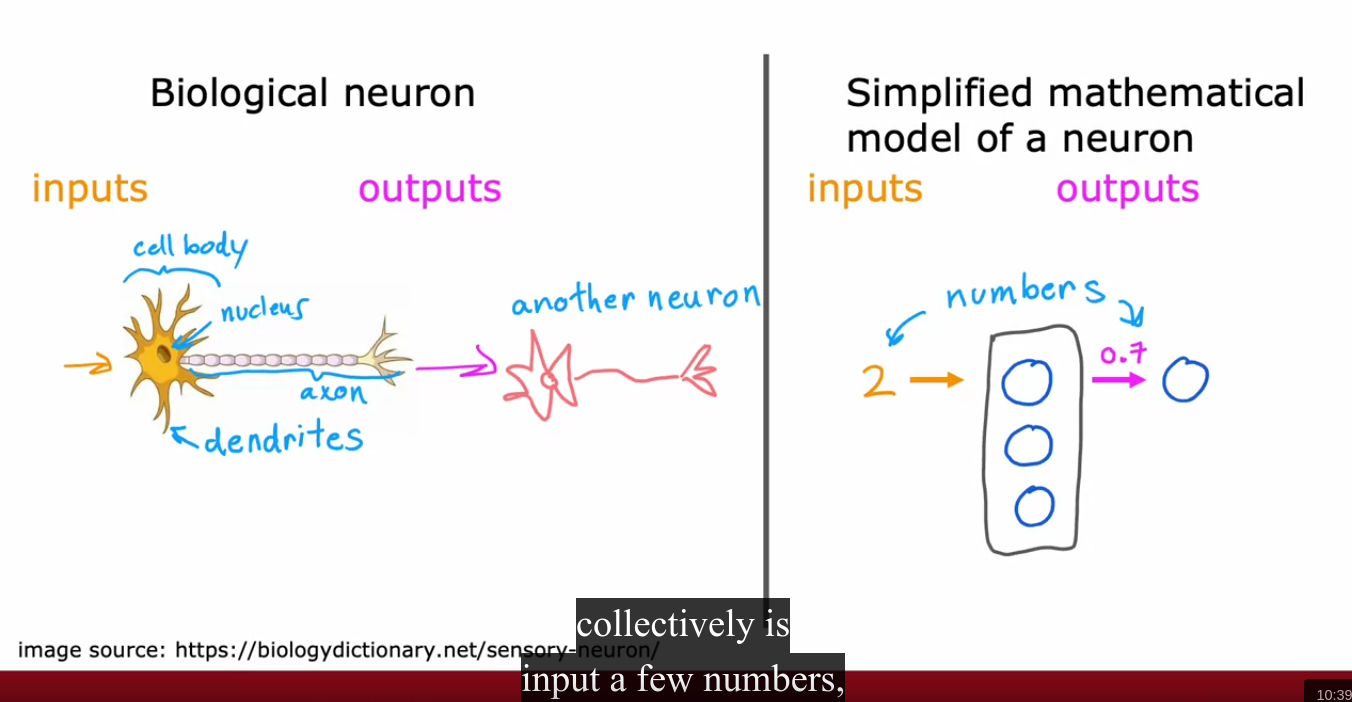 Biological neuron
inputs
outputs
cell body
nucleus
axon
dendrites
another neuron
Simplified mathematical
model of a neuron
inputs
outputs
numbers
2
0.7
image source: https://biologydictionary.net/sensory-neuron/
collectively is
input a few numbers,
10:39